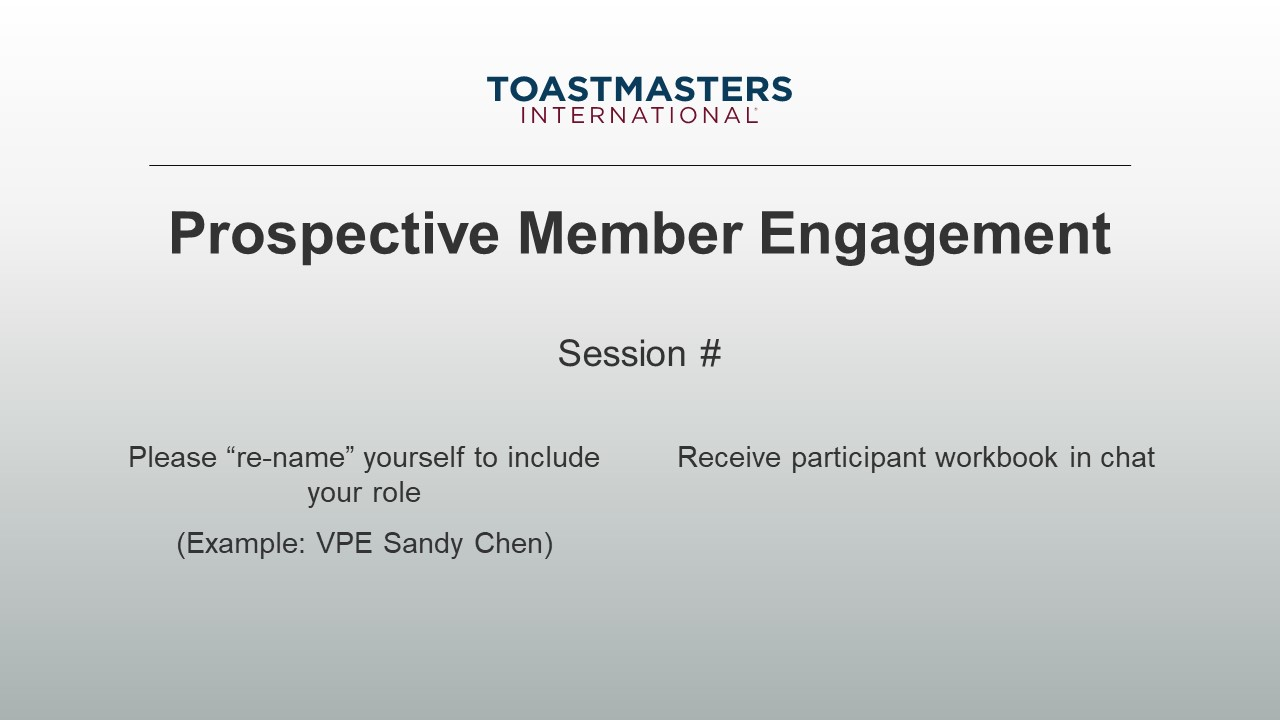 TOASTMASTERS
INTERNATIONAL
Prospective Member Engagement
Session #
Please “re-name” yourself to include
your role
(Example: VPE Sandy Chen)
Receive participant workbook in chat